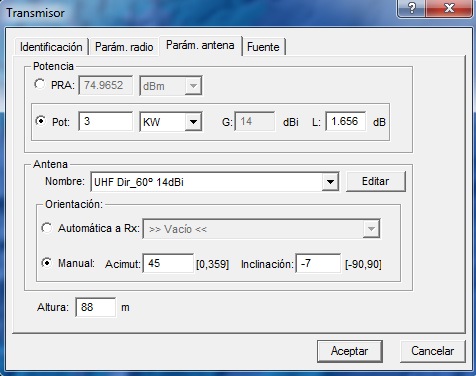 Transmisor
Identificación Parám. radio Parám. antena Fuente
Potencia
PRA: 74.9652 dBm
Pot: 3 KW G: 14 dBi L: 1.656 dB
Antena
Nombre: UHF Dir_60º 14dBi Editar
Orientación:
Automática a Rx: >> Vacío <<
Manual: Acimut: 45 [0,359] Inclinación: -7 [-90,90]
Altura: 88 m
Aceptar Cancelar